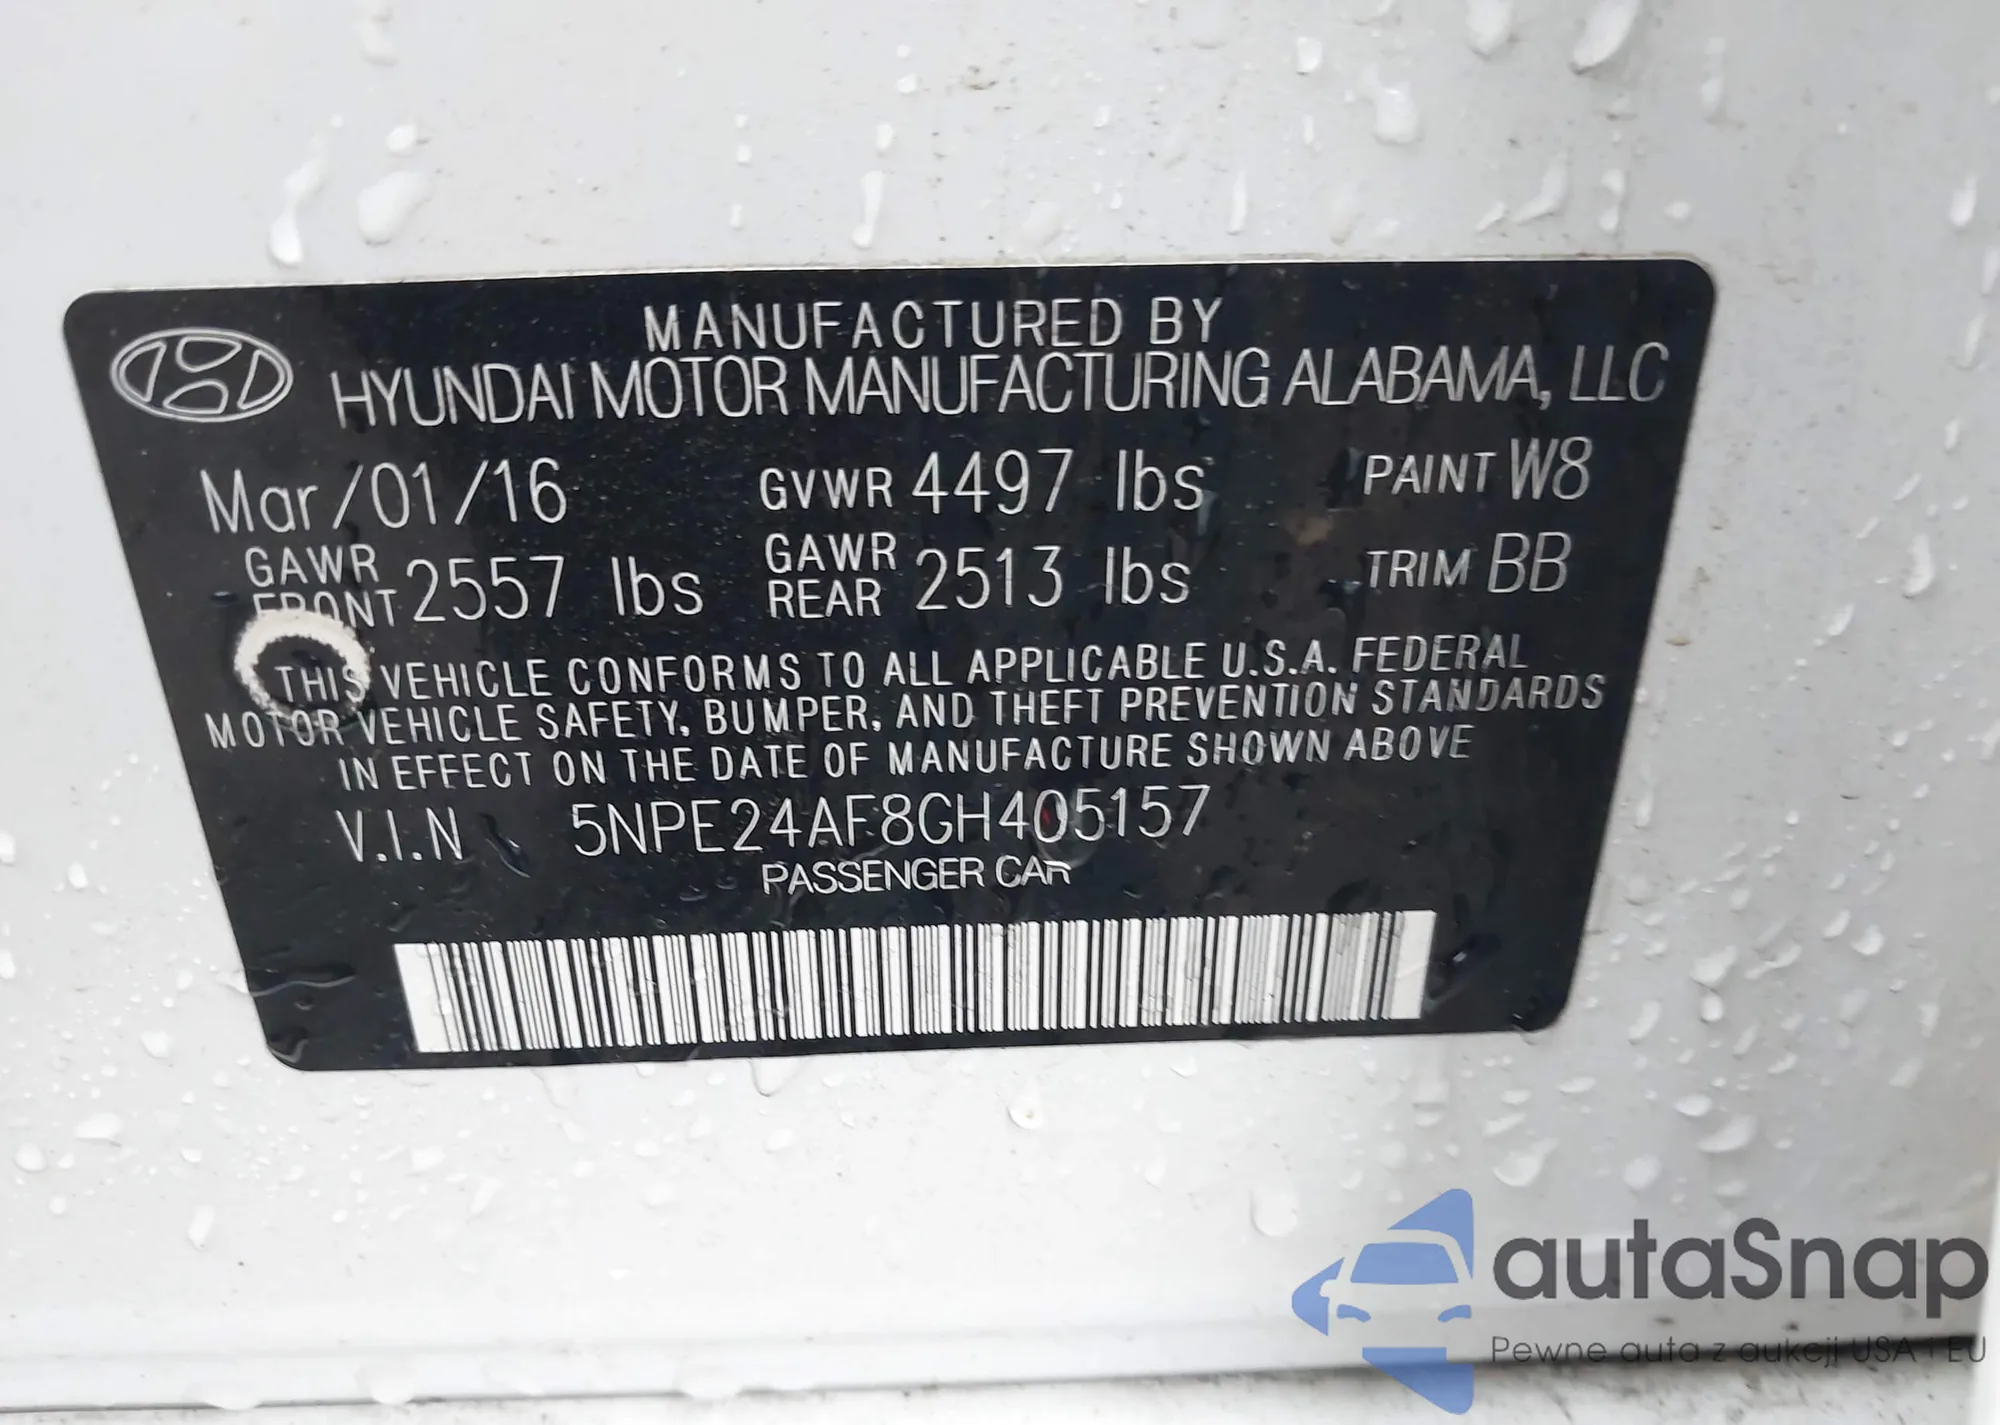 MANUFACTURED BY
HYUNDAI MOTOR MANUFACTURING ALABAMA, LLC
Mar/01/16 GVWR 4497 lbs PAINT W8
GAWR FRONT 2557 lbs GAWR REAR 2513 lbs TRIM BB
THIS VEHICLE CONFORMS TO ALL APPLICABLE U.S.A. FEDERAL
MOTOR VEHICLE SAFETY, BUMPER, AND THEFT PREVENTION STANDARDS
IN EFFECT ON THE DATE OF MANUFACTURE SHOWN ABOVE
V.I.N 5NPE24AF8GH405157
PASSENGER CAR
autaSnap
Pewne auta z aukcji USA i EU